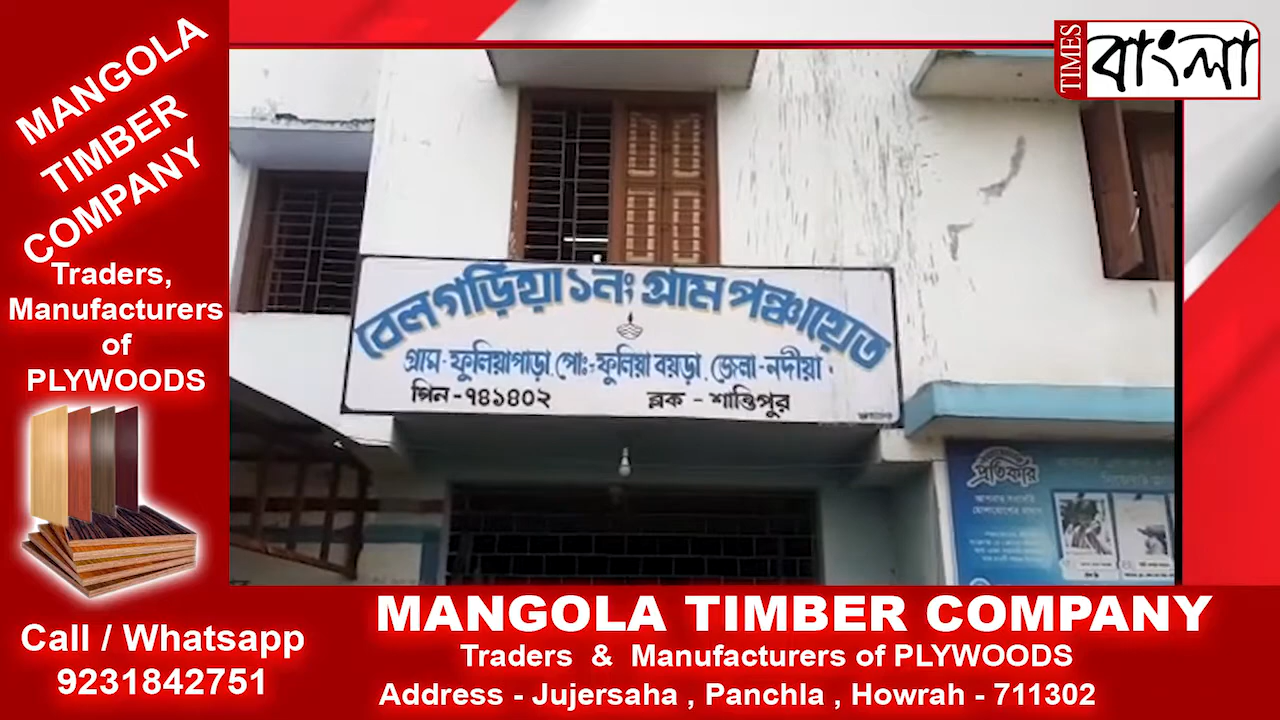 MANGOLA
TIMBER
COMPANY
Traders,
Manufacturers
of
PLYWOODS
Call / Whatsapp
9231842751
TIMES
বাংলা
বেলগড়িয়া ১নং গ্রাম পঞ্চায়েত
গ্রাম - ফুলিয়াপাড়া, পোঃ- ফুলিয়া বয়ড়া, জেলা - নদীয়া
পিন - ৭৪১৪০২ ব্লক - শান্তিপুর
প্রতিকার
MANGOLA TIMBER COMPANY
Traders & Manufacturers of PLYWOODS
Address - Jujersaha , Panchla , Howrah - 711302